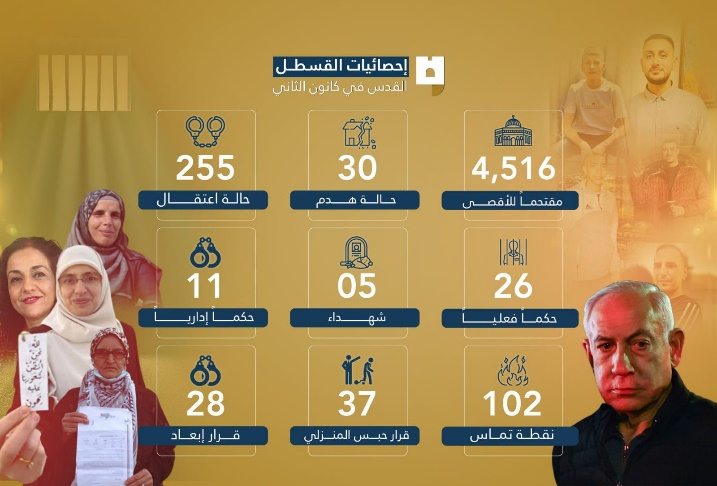 إحصائيات القسطل
القدس في كانون الثاني
4,516
مقتحماً للأقصى
30
حالة هدم
255
حالة اعتقال
26
حكماً فعلياً
05
شهداء
11
حكماً إدارياً
102
نقطة تماس
37
قرار حبس المنزلي
28
قرار إبعاد